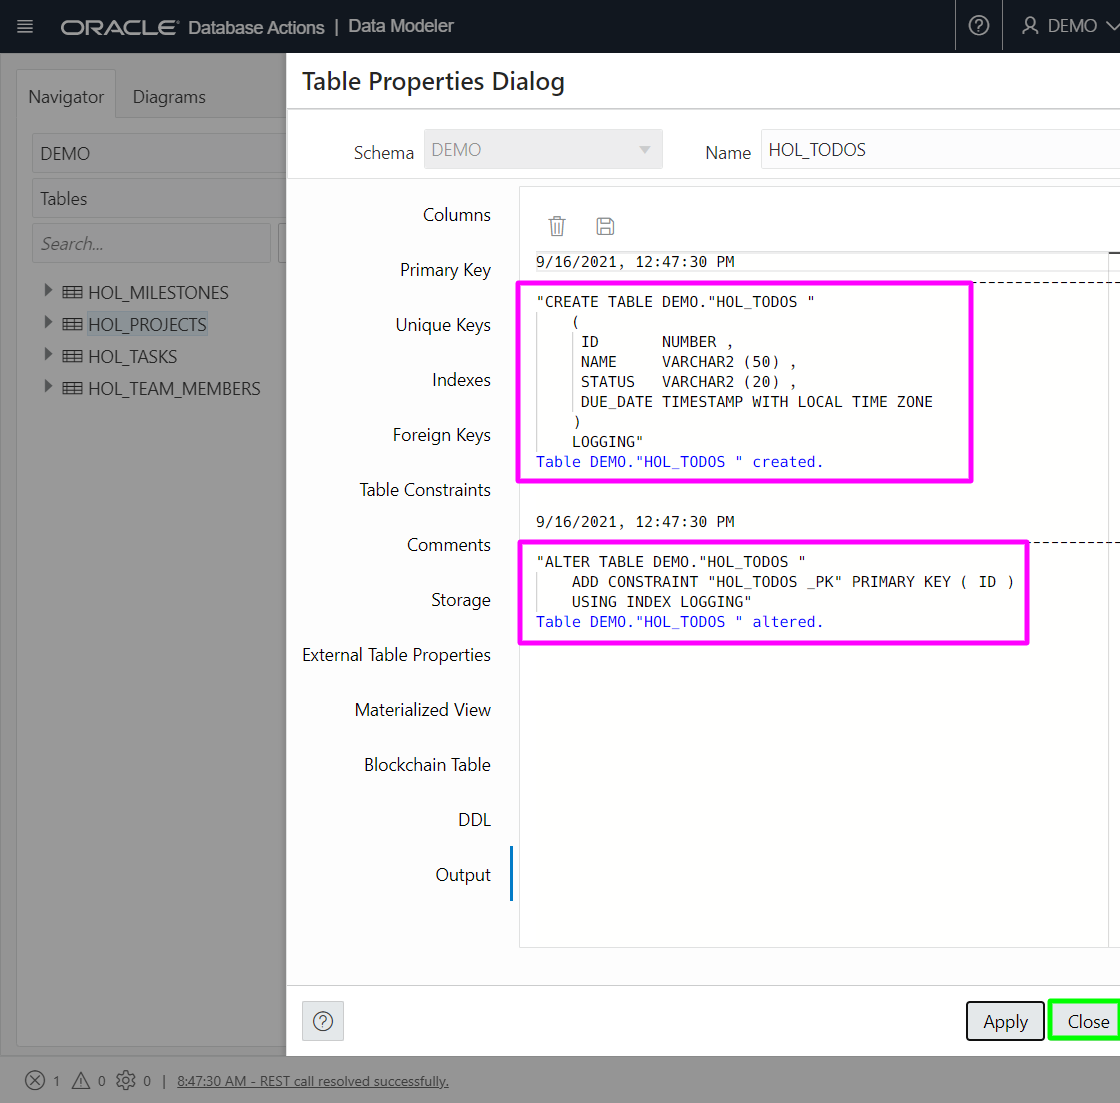 ORACLE Database Actions | Data Modeler
DEMO
Table Properties Dialog
Navigator
Diagrams
Schema
DEMO
Name
HOL_TODOS
DEMO
Tables
Search...
HOL_MILESTONES
HOL_PROJECTS
HOL_TASKS
HOL_TEAM_MEMBERS
Columns
Primary Key
Unique Keys
Indexes
Foreign Keys
Table Constraints
Comments
Storage
External Table Properties
Materialized View
Blockchain Table
DDL
Output
9/16/2021, 12:47:30 PM
"CREATE TABLE DEMO."HOL_TODOS "
(
ID NUMBER ,
NAME VARCHAR2 (50) ,
STATUS VARCHAR2 (20) ,
DUE_DATE TIMESTAMP WITH LOCAL TIME ZONE
)
LOGGING"
Table DEMO."HOL_TODOS " created.
9/16/2021, 12:47:30 PM
"ALTER TABLE DEMO."HOL_TODOS "
ADD CONSTRAINT "HOL_TODOS _PK" PRIMARY KEY ( ID )
USING INDEX LOGGING"
Table DEMO."HOL_TODOS " altered.
?
Apply
Close
1 0 0 | 8:47:30 AM - REST call resolved successfully.